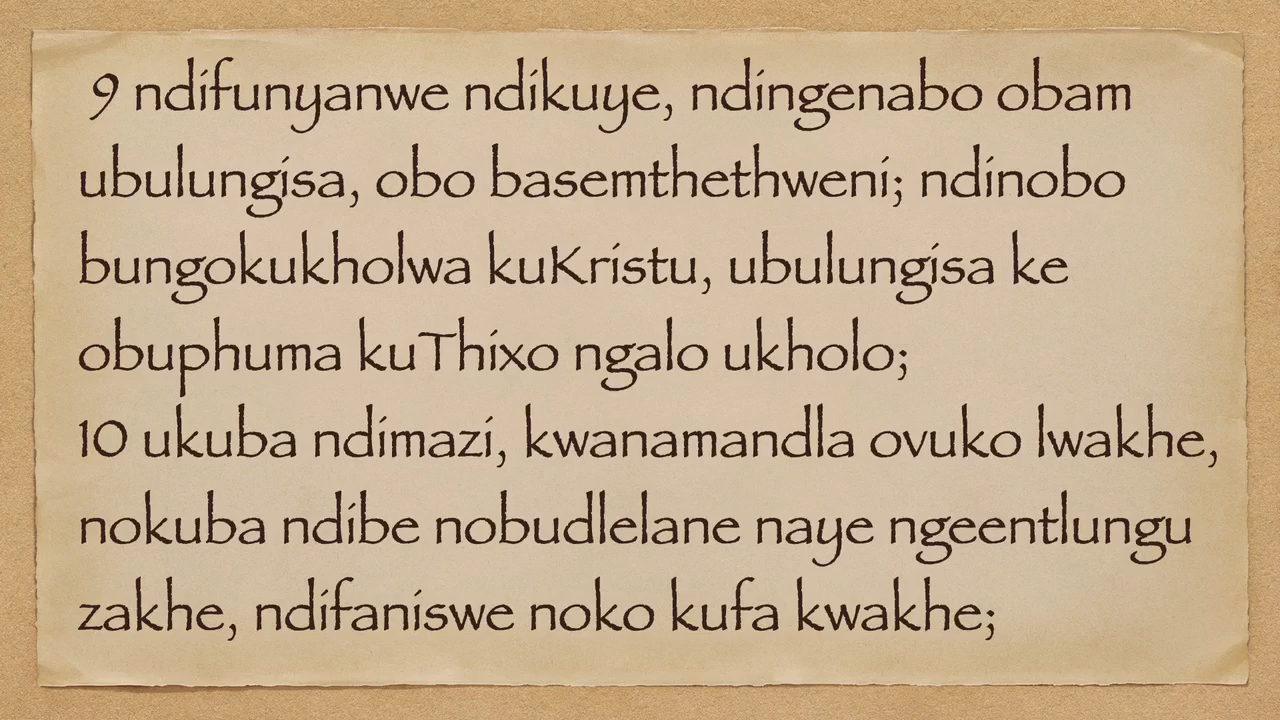 9 ndifunyanwe ndikuye, ndingenabo obam
ubulungisa, obo basemthethweni; ndinobo
bungokukholwa kuKristu, ubulungisa ke
obuphuma kuThixo ngalo ukholo;
10 ukuba ndimazi, kwanamandla ovuko lwakhe,
nokuba ndibe nobudlelane naye ngeentlungu
zakhe, ndifaniswe noko kufa kwakhe;